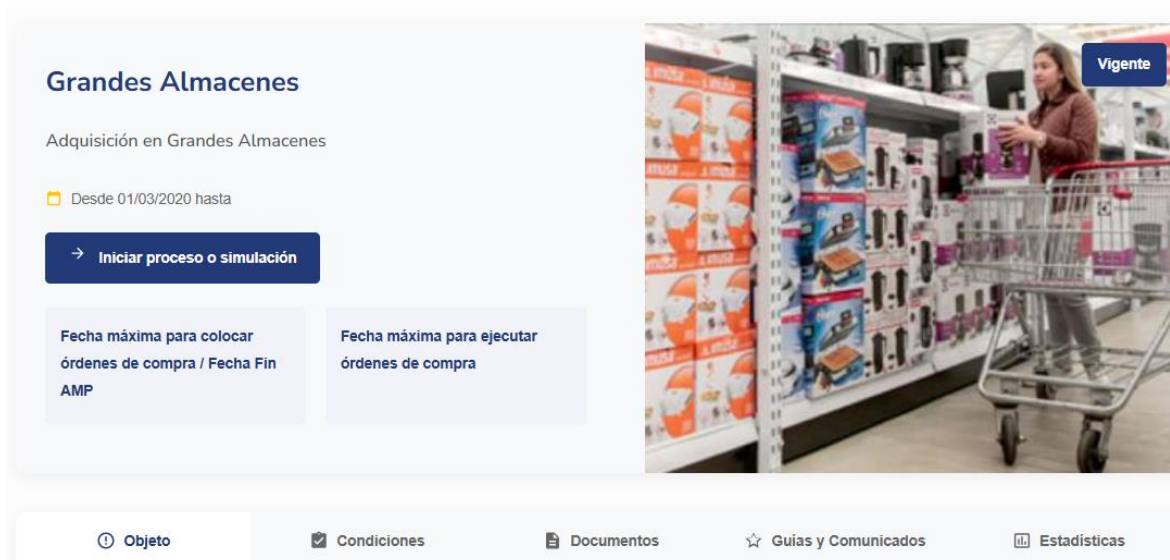 Grandes Almacenes
Vigente
Adquisición en Grandes Almacenes
Desde 01/03/2020 hasta
Iniciar proceso o simulación
Fecha máxima para colocar
órdenes de compra / Fecha Fin
AMP
Fecha máxima para ejecutar
órdenes de compra
Objeto
Condiciones
Documentos
Guías y Comunicados
Estadísticas